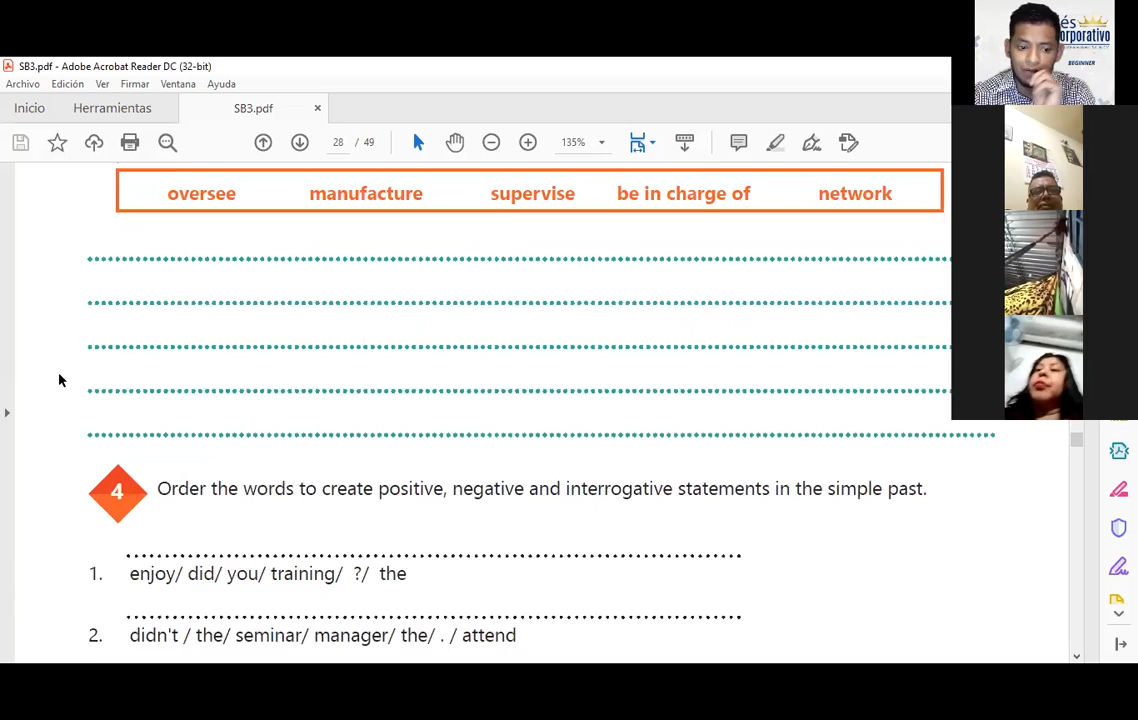 és
orporativo
BEGINNER
SB3.pdf - Adobe Acrobat Reader DC (32-bit)
Archivo Edición Ver Firmar Ventana Ayuda
Inicio Herramientas SB3.pdf ×
28 / 49 135%
oversee manufacture supervise be in charge of network
4 Order the words to create positive, negative and interrogative statements in the simple past.
1. enjoy/ did/ you/ training/ ?/ the
2. didn't / the/ seminar/ manager/ the/ . / attend